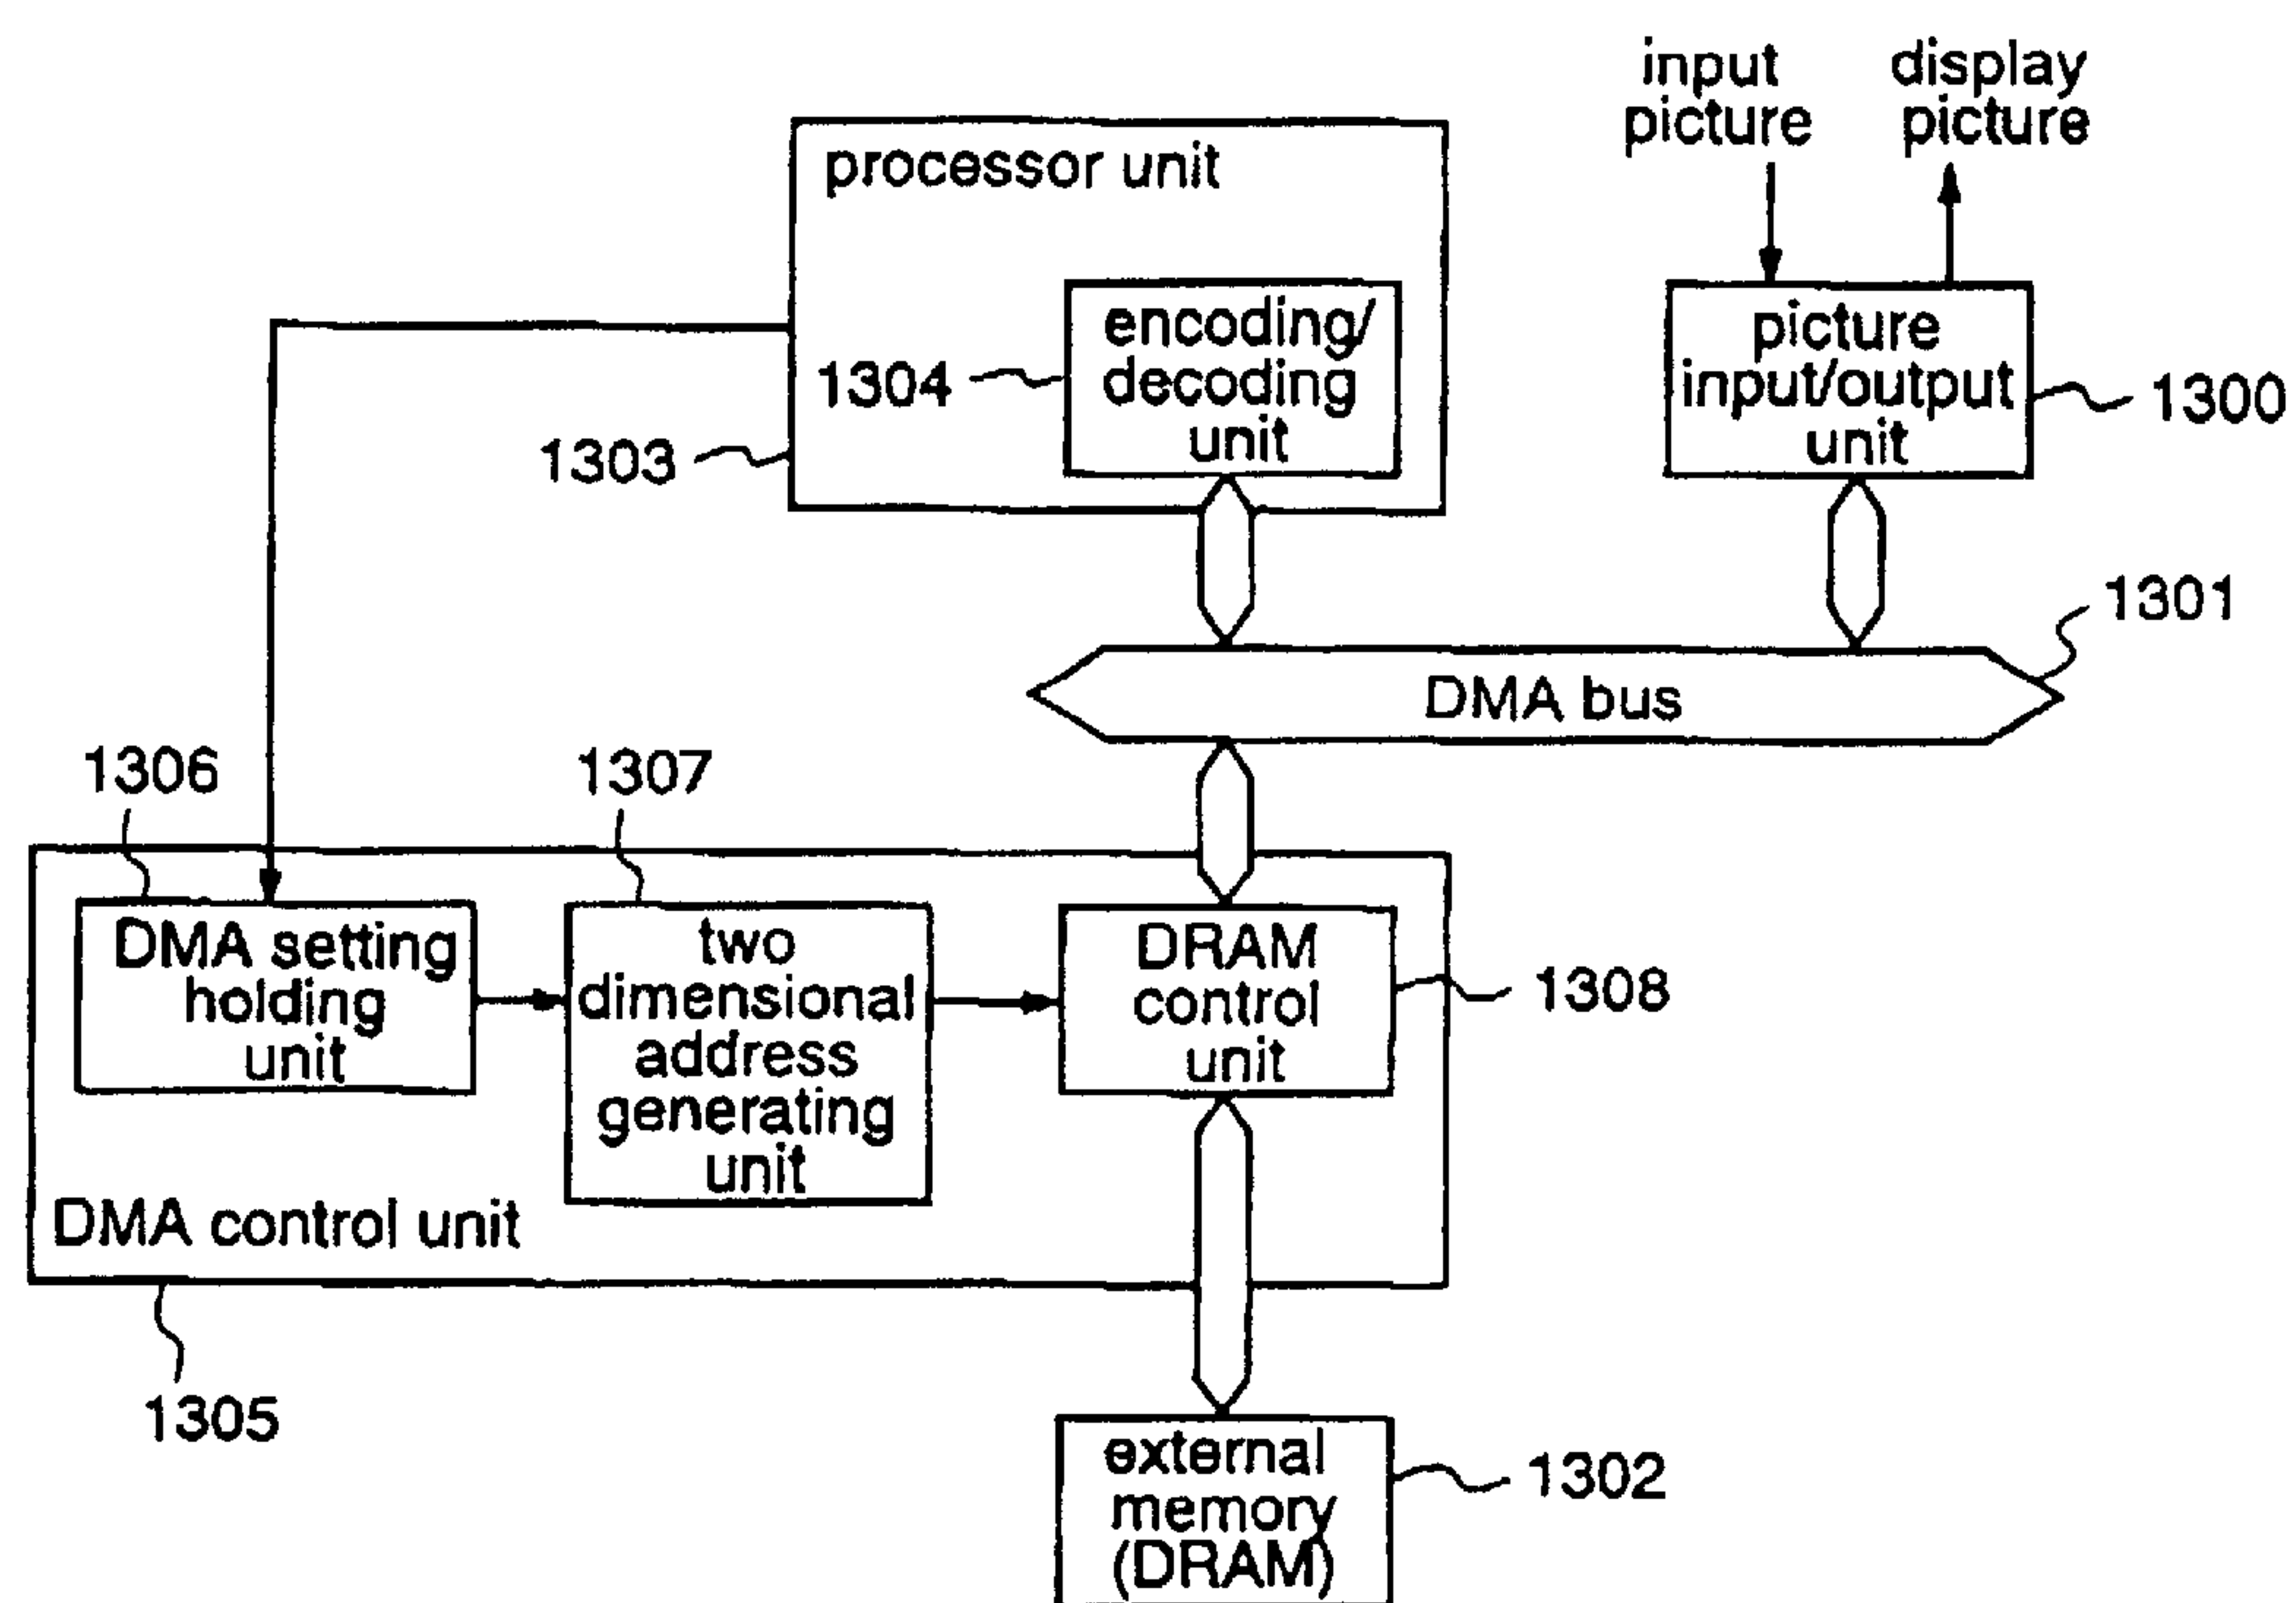 input
picture
display
picture
processor unit
encoding/
decoding
unit
1304
1303
picture
input/output
unit
1300
1301
DMA bus
1306
1307
DMA setting
holding
unit
two
dimensional
address
generating
unit
DRAM
control
unit
1308
DMA control unit
1305
external
memory
(DRAM)
1302